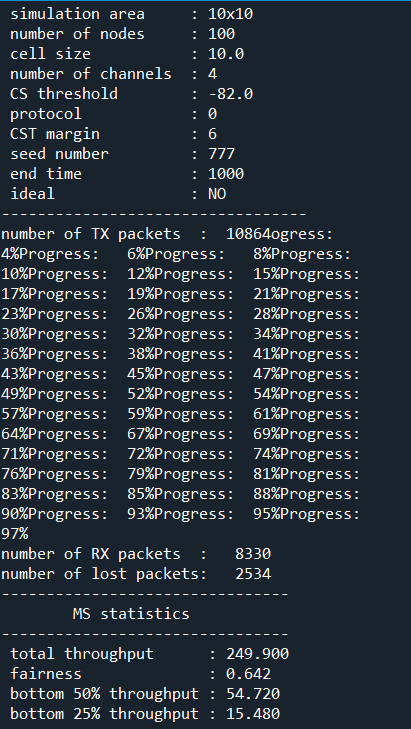 simulation area : 10x10
number of nodes : 100
cell size : 10.0
number of channels : 4
CS threshold : -82.0
protocol : 0
CST margin : 6
seed number : 777
end time : 1000
ideal : NO
----------------------------------
number of TX packets : 10864ogress:
4%Progress: 6%Progress: 8%Progress:
10%Progress: 12%Progress: 15%Progress:
17%Progress: 19%Progress: 21%Progress:
23%Progress: 26%Progress: 28%Progress:
30%Progress: 32%Progress: 34%Progress:
36%Progress: 38%Progress: 41%Progress:
43%Progress: 45%Progress: 47%Progress:
49%Progress: 52%Progress: 54%Progress:
57%Progress: 59%Progress: 61%Progress:
64%Progress: 67%Progress: 69%Progress:
71%Progress: 72%Progress: 74%Progress:
76%Progress: 79%Progress: 81%Progress:
83%Progress: 85%Progress: 88%Progress:
90%Progress: 93%Progress: 95%Progress:
97%
number of RX packets : 8330
number of lost packets: 2534
--------------------------------
MS statistics
--------------------------------
total throughput : 249.900
fairness : 0.642
bottom 50% throughput : 54.720
bottom 25% throughput : 15.480